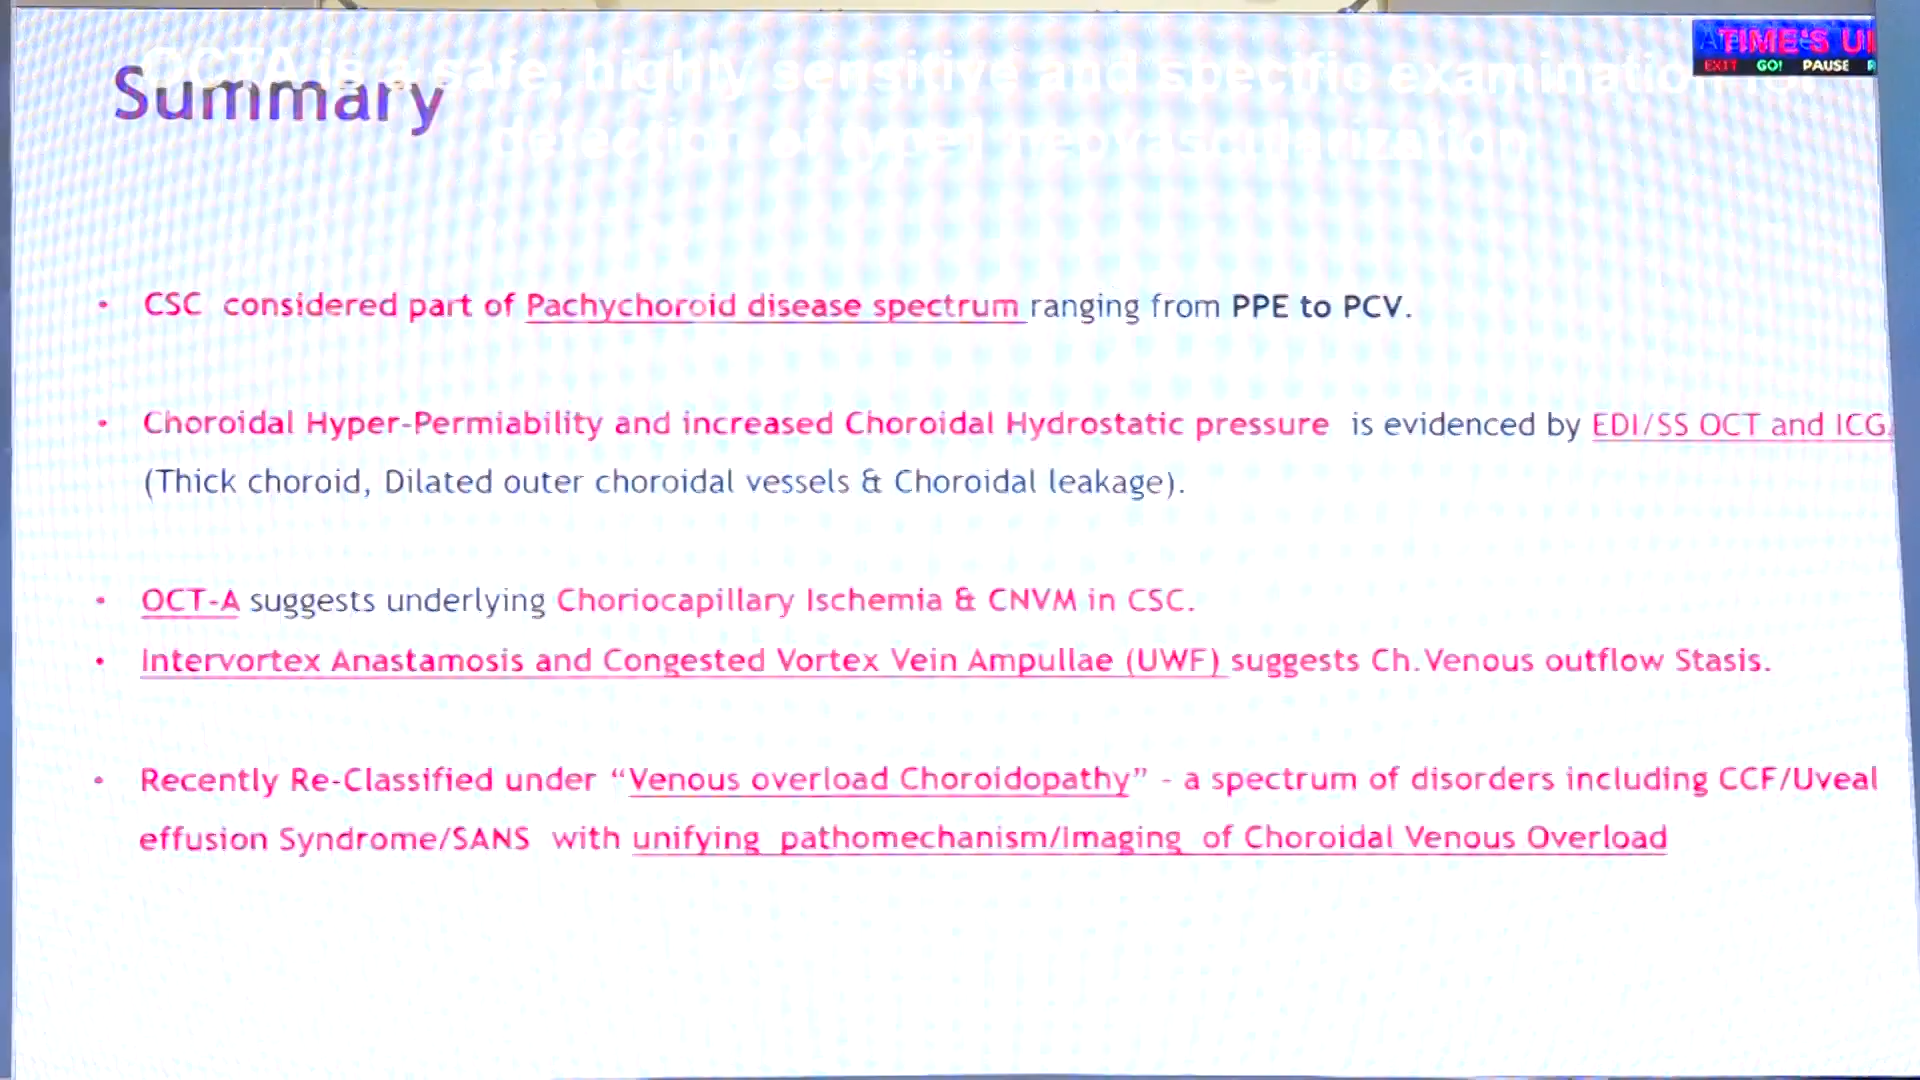 OCTA is a safe, highly sensitive and specific examination for
detection of type1 neovascularization
Summary
TIME'S U
EXIT GO! PAUSE
• CSC considered part of Pachychoroid disease spectrum ranging from PPE to PCV.
• Choroidal Hyper-Permiability and increased Choroidal Hydrostatic pressure is evidenced by EDI/SS OCT and ICG
(Thick choroid, Dilated outer choroidal vessels & Choroidal leakage).
• OCT-A suggests underlying Choriocapillary Ischemia & CNVM in CSC.
• Intervortex Anastamosis and Congested Vortex Vein Ampullae (UWF) suggests Ch.Venous outflow Stasis.
• Recently Re-Classified under “Venous overload Choroidopathy” - a spectrum of disorders including CCF/Uveal
effusion Syndrome/SANS with unifying pathomechanism/Imaging of Choroidal Venous Overload